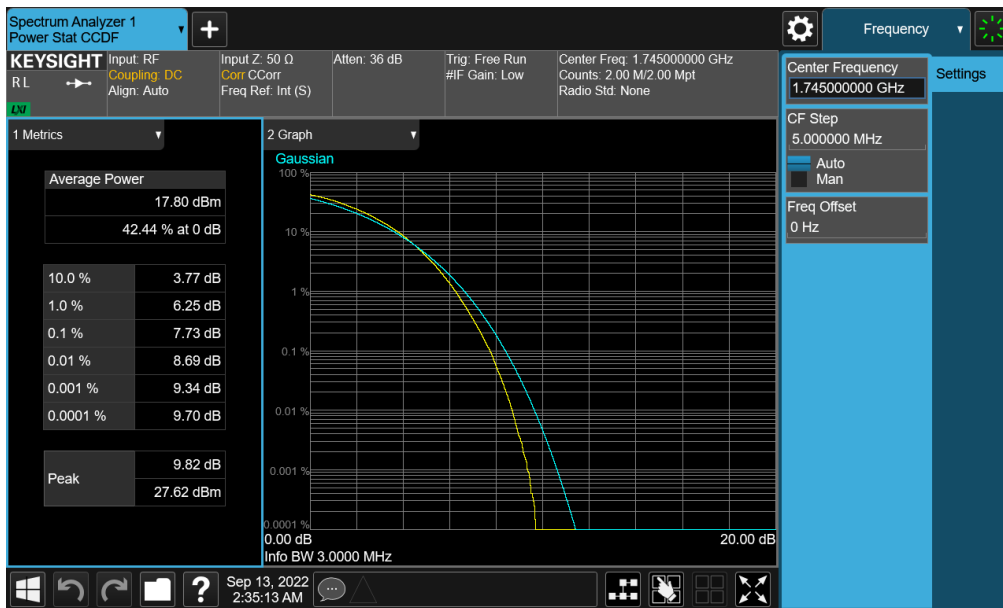 Spectrum Analyzer 1
Power Stat CCDF
Frequency
KEYSIGHT
R L
LXI
Input: RF
Coupling: DC
Align: Auto
Input Z: 50 Ω
Corr CCorr
Freq Ref: Int (S)
Atten: 36 dB
Trig: Free Run
#IF Gain: Low
Center Freq: 1.745000000 GHz
Counts: 2.00 M/2.00 Mpt
Radio Std: None
Center Frequency
1.745000000 GHz
Settings
CF Step
5.000000 MHz
Auto
Man
Freq Offset
0 Hz
1 Metrics
Average Power
17.80 dBm
42.44 % at 0 dB
10.0 % 3.77 dB
1.0 % 6.25 dB
0.1 % 7.73 dB
0.01 % 8.69 dB
0.001 % 9.34 dB
0.0001 % 9.70 dB
Peak
9.82 dB
27.62 dBm
2 Graph
Gaussian
100 %
10 %
1 %
0.1 %
0.01 %
0.001 %
0.0001 %
0.00 dB 20.00 dB
Info BW 3.0000 MHz
?
Sep 13, 2022
2:35:13 AM